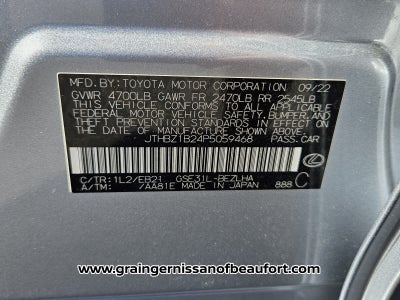 MFD.BY:TOYOTA MOTOR CORPORATION 09/22
GVWR 4700LB GAWR FR 2470LB RR 2545LB
THIS VEHICLE CONFORMS TO ALL APPLICABLE
FEDERAL MOTOR VEHICLE SAFETY, BUMPER, AND
THEFT PREVENTION STANDARDS IN EFFECT ON THE
DATE OF MANUFACTURE SHOWN ABOVE.
JTHBZ1B24P5059468 PASS.CAR
C/TR:1L2/EB21 GSE31L-BEZLHA
A/TM: /AA81E MADE IN JAPAN 888 C
www.graingernissanofbeaufort.com